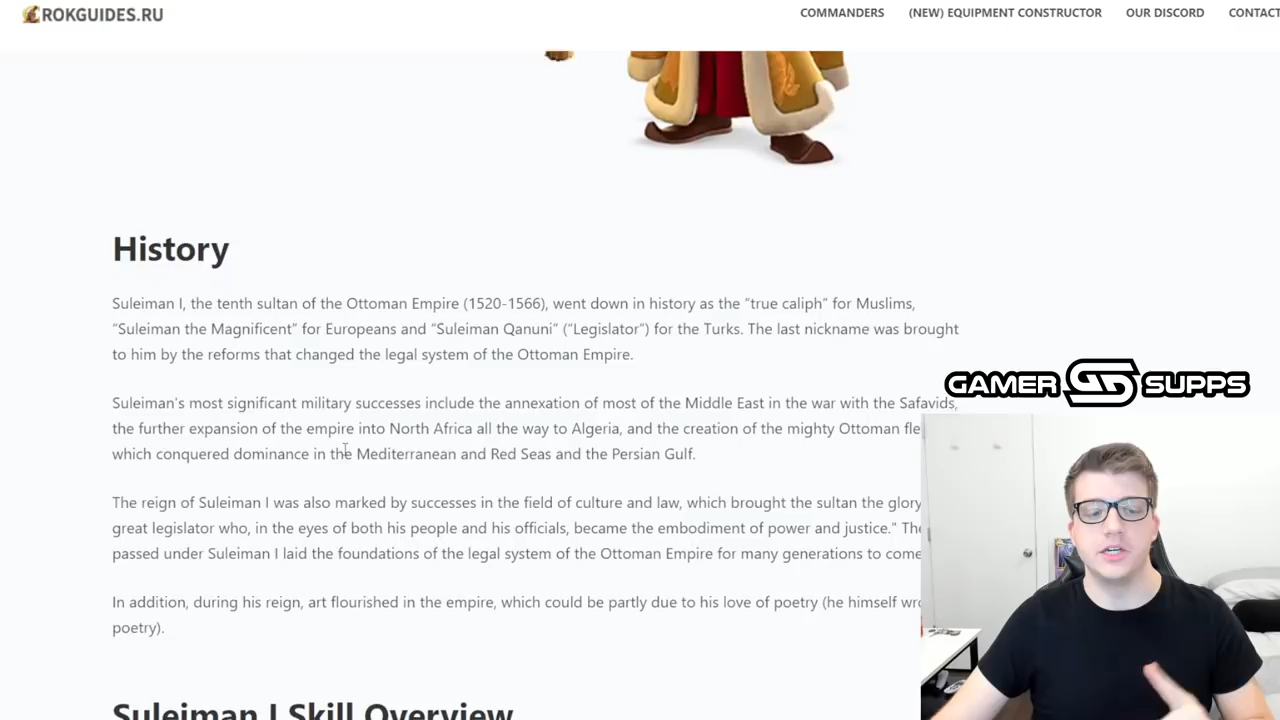 ROKGUIDES.RU
COMMANDERS (NEW) EQUIPMENT CONSTRUCTOR OUR DISCORD CONTACT
History
Suleiman I, the tenth sultan of the Ottoman Empire (1520-1566), went down in history as the “true caliph” for Muslims,
“Suleiman the Magnificent” for Europeans and “Suleiman Qanuni” (“Legislator”) for the Turks. The last nickname was brought
to him by the reforms that changed the legal system of the Ottoman Empire.
Suleiman's most significant military successes include the annexation of most of the Middle East in the war with the Safavids,
the further expansion of the empire into North Africa all the way to Algeria, and the creation of the mighty Ottoman
which conquered dominance in the Mediterranean and Red Seas and the Persian Gulf.
The reign of Suleiman I was also marked by successes in the field of culture and law, which brought the sultan the glory
great legislator who, in the eyes of both his people and his officials, became the embodiment of power and justice."
passed under Suleiman I laid the foundations of the legal system of the Ottoman Empire for many generations to come
In addition, during his reign, art flourished in the empire, which could be partly due to his love of poetry (he himself
poetry).
Suleiman I Skill Overview
GAMER GS SUPPS